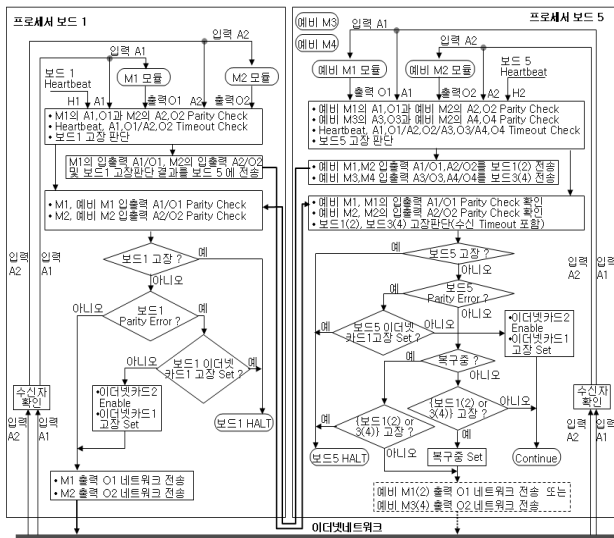 프로세서 보드 1
입력 A2
입력 A1
보드 1
Heartbeat
M1 모듈
M2 모듈
H1
A1
출력O1
A2
출력O2
• M1의 A1,O1과 M2의 A2,O2 Parity Check
• Heartbeat, A1,O1/A2,O2 Timeout Check
• 보드1 고장 판단
M1의 입출력 A1/O1, M2의 입출력 A2/O2
및 보드1 고장판단 결과를 보드 5 에 전송
• M1, 예비 M1 입출력 A1/O1 Parity Check
• M2, 예비 M2 입출력 A2/O2 Parity Check
입력
A2
입력
A1
보드1 고장 ?
예
아니오
보드1
Parity Error ?
아니오
예
보드1 이더넷
카드1 고장 Set ?
아니오
예
•이더넷카드2
Enable
•이더넷카드1
고장 Set
수신자
확인
입력
A2
입력
A1
보드1 HALT
• M1 출력 O1 네트워크 전송
• M2 출력 O2 네트워크 전송
프로세서 보드 5
예비 M3
예비 M4
입력 A2
입력
A1
예비 M1 모듈
예비 M2 모듈
보드 5
Heartbeat
출력 O1
A1
출력O2
A2
H2
• 예비 M1의 A1,O1과 예비 M2의 A2,O2 Parity Check
• 예비 M3의 A3,O3과 예비 M4의 A4,O4 Parity Check
Heartbeat, A1,O1/A2,O2/A3,O3/A4,O4 Timeout Check
• 보드5 고장 판단
• 예비 M1,M2 입출력 A1/O1,A2/O2를 보드1(2) 전송
• 예비 M3,M4 입출력 A3/O3,A4/O4를 보드3(4) 전송
• 예비 M1, M1의 입출력 A1/O1 Parity Check 확인
• 예비 M2, M2의 입출력 A2/O2 Parity Check 확인
• 보드1(2), 보드3(4) 고장판단(수신 Timeout 포함)
입력
A2
입력
A1
예
보드5 고장 ?
아니오
보드5
Parity Error ?
예
아니오
보드5 이더넷
카드1고장 Set ?
아니오
예
•이더넷카드2
Enable
•이더넷카드1
고장 Set
복구중 ?
예
아니오
{보드1(2) or
3(4)} 고장 ?
예
아니오
{보드1(2) or
3(4)} 고장 ?
아니오
예
수신자
확인
입력
A2
입력
A1
보드5 HALT
복구중 Set
Continue
예비 M1(2) 출력 O1 네트워크 전송 또는
예비 M3(4) 출력 O2 네트워크 전송
이더넷네트워크